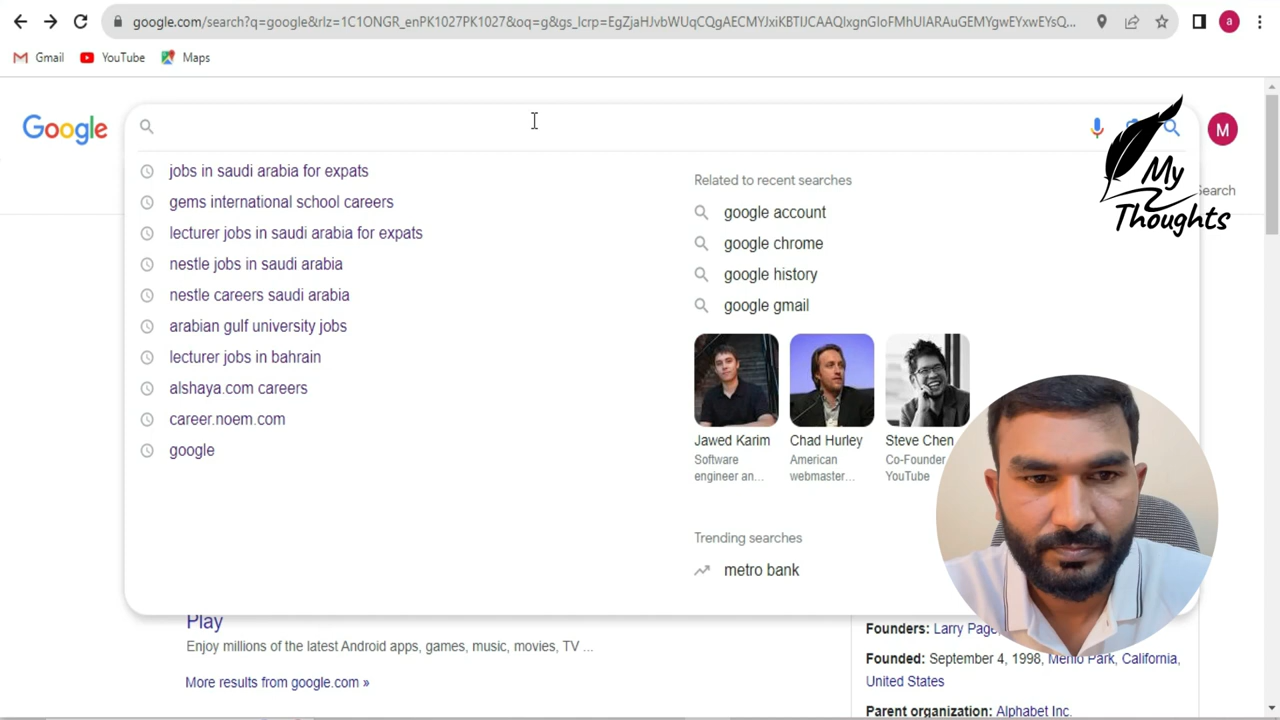 google.com/search?q=google&rlz=1C1ONGR_enPK1027PK1027&oq=g&gs_lcrp=EgZjaHJvbWUqCQgAECMYJxiKBTIJCAAQIxgnGIoFMhUIARAuGEMYgwEYxwEYsQ...
a
Gmail
YouTube
Maps
Google
M
My
Thoughts
Search
jobs in saudi arabia for expats
gems international school careers
lecturer jobs in saudi arabia for expats
nestle jobs in saudi arabia
nestle careers saudi arabia
arabian gulf university jobs
lecturer jobs in bahrain
alshaya.com careers
career.noem.com
google
Related to recent searches
google account
google chrome
google history
google gmail
Jawed Karim
Software
engineer an...
Chad Hurley
American
webmaster...
Steve Chen
Co-Founder
YouTube
Trending searches
metro bank
Play
Enjoy millions of the latest Android apps, games, music, movies, TV ...
More results from google.com »
Founders: Larry Page,
Founded: September 4, 1998, Menlo Park, California,
United States
Parent organization: Alphabet Inc.